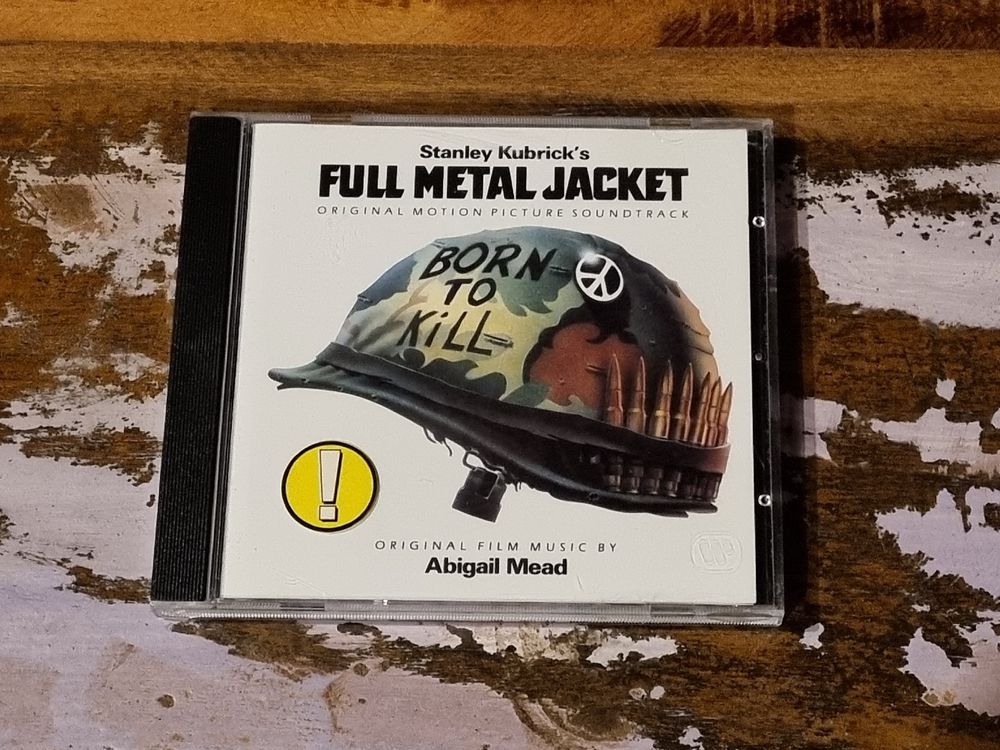 Stanley Kubrick's
FULL METAL JACKET
ORIGINAL MOTION PICTURE SOUNDTRACK
BORN
TO
KiLL
!
ORIGINAL FILM MUSIC BY
Abigail Mead